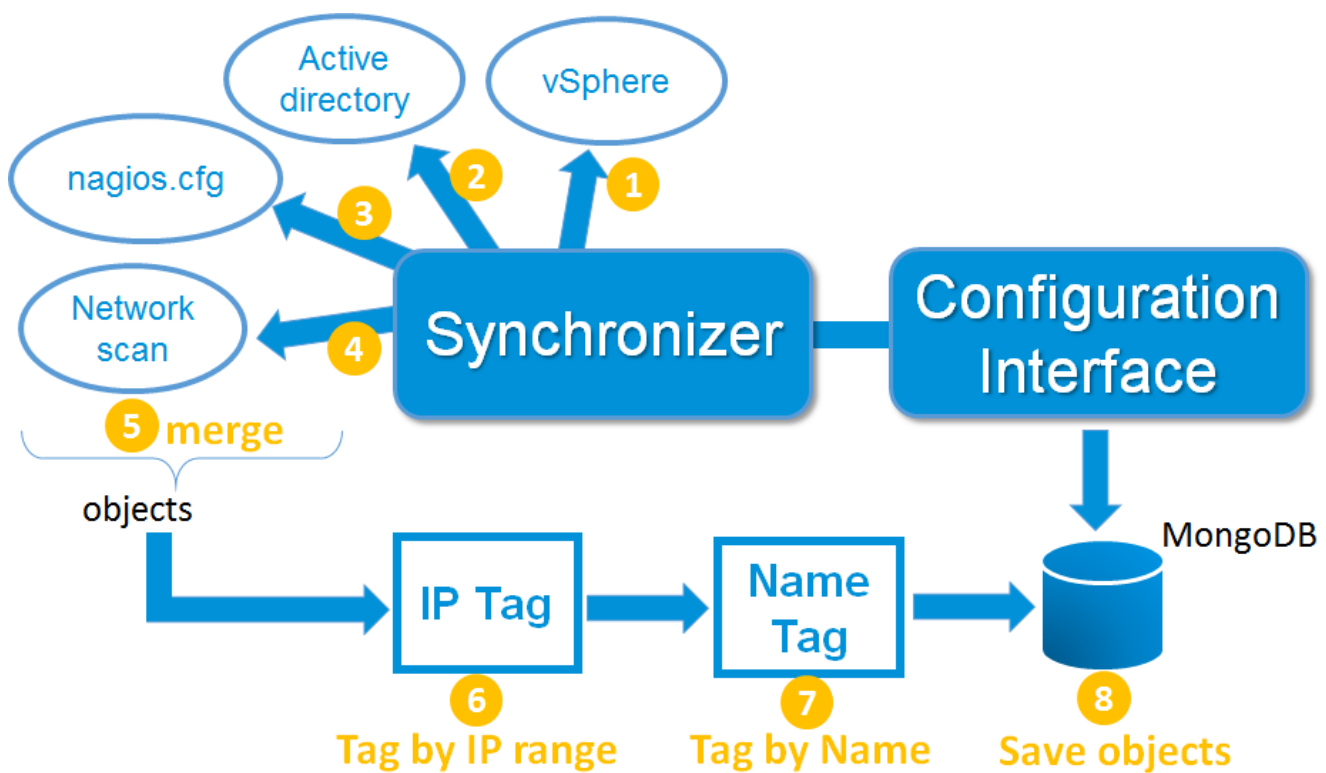 Active
directory
vSphere
nagios.cfg
1
2
3
Network
scan
4
Synchronizer
Configuration
Interface
5 merge
objects
MongoDB
IP Tag
Name
Tag
6
7
8
Tag by IP range
Tag by Name
Save objects